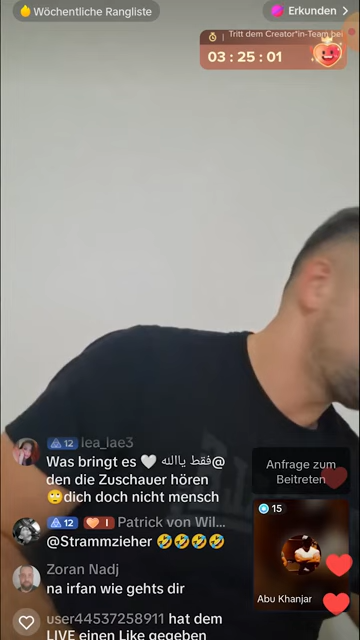 Wöchentliche Rangliste
Erkunden
Tritt dem Creator*in-Team bei
03 : 25 : 01
12 lea_lae3
Was bringt es 🤍 فقط ياالله@
den die Zuschauer hören
🙄dich doch nicht mensch
12 I Patrick von Wil...
@Strammzieher 🤣🤣🤣🤣
Zoran Nadj
na irfan wie gehts dir
user44537258911 hat dem
LIVE einen Like gegeben
Anfrage zum
Beitreten
15
Abu Khanjar